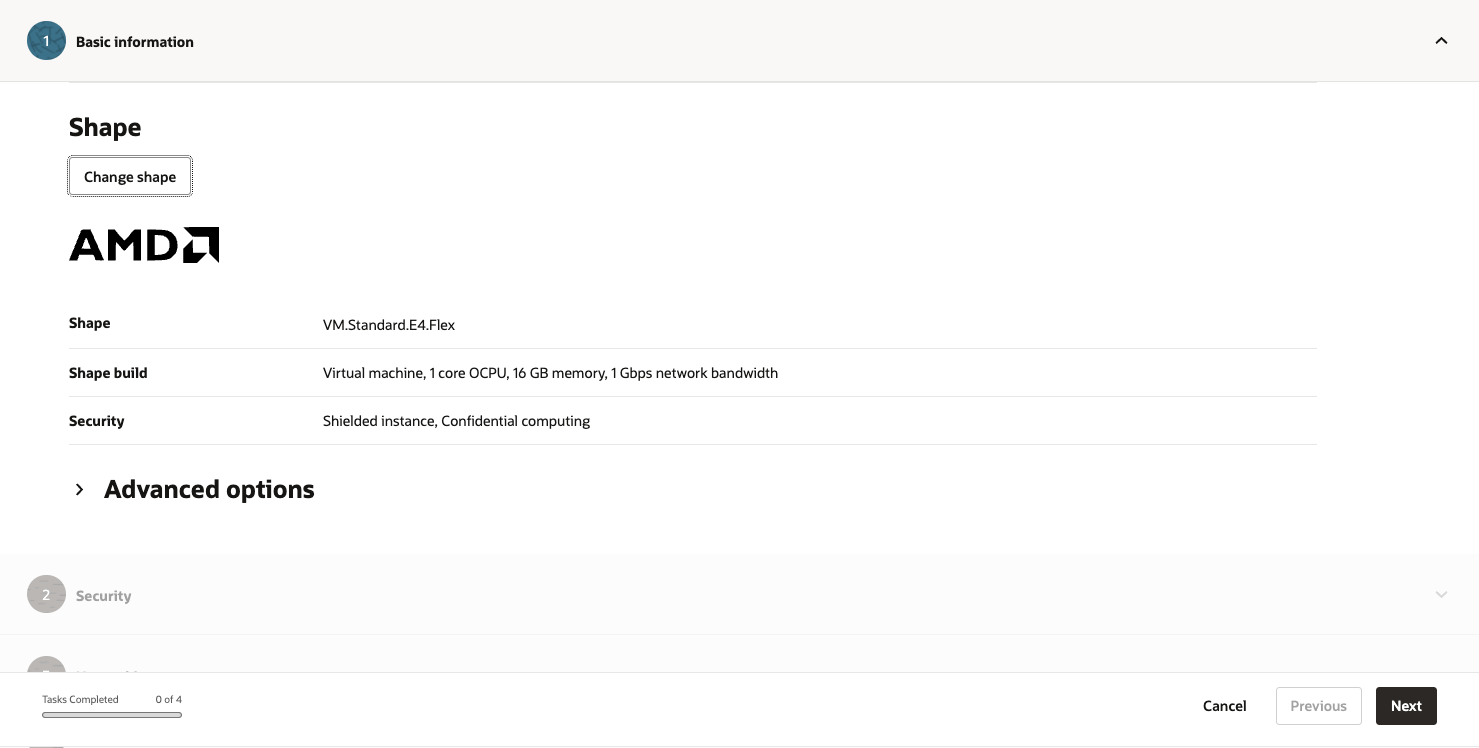 1 Basic information
Shape
Change shape
AMD
Shape VM.Standard.E4.Flex
Shape build Virtual machine, 1 core OCPU, 16 GB memory, 1 Gbps network bandwidth
Security Shielded instance, Confidential computing
Advanced options
2 Security
Tasks Completed 0 of 4
Cancel Previous Next